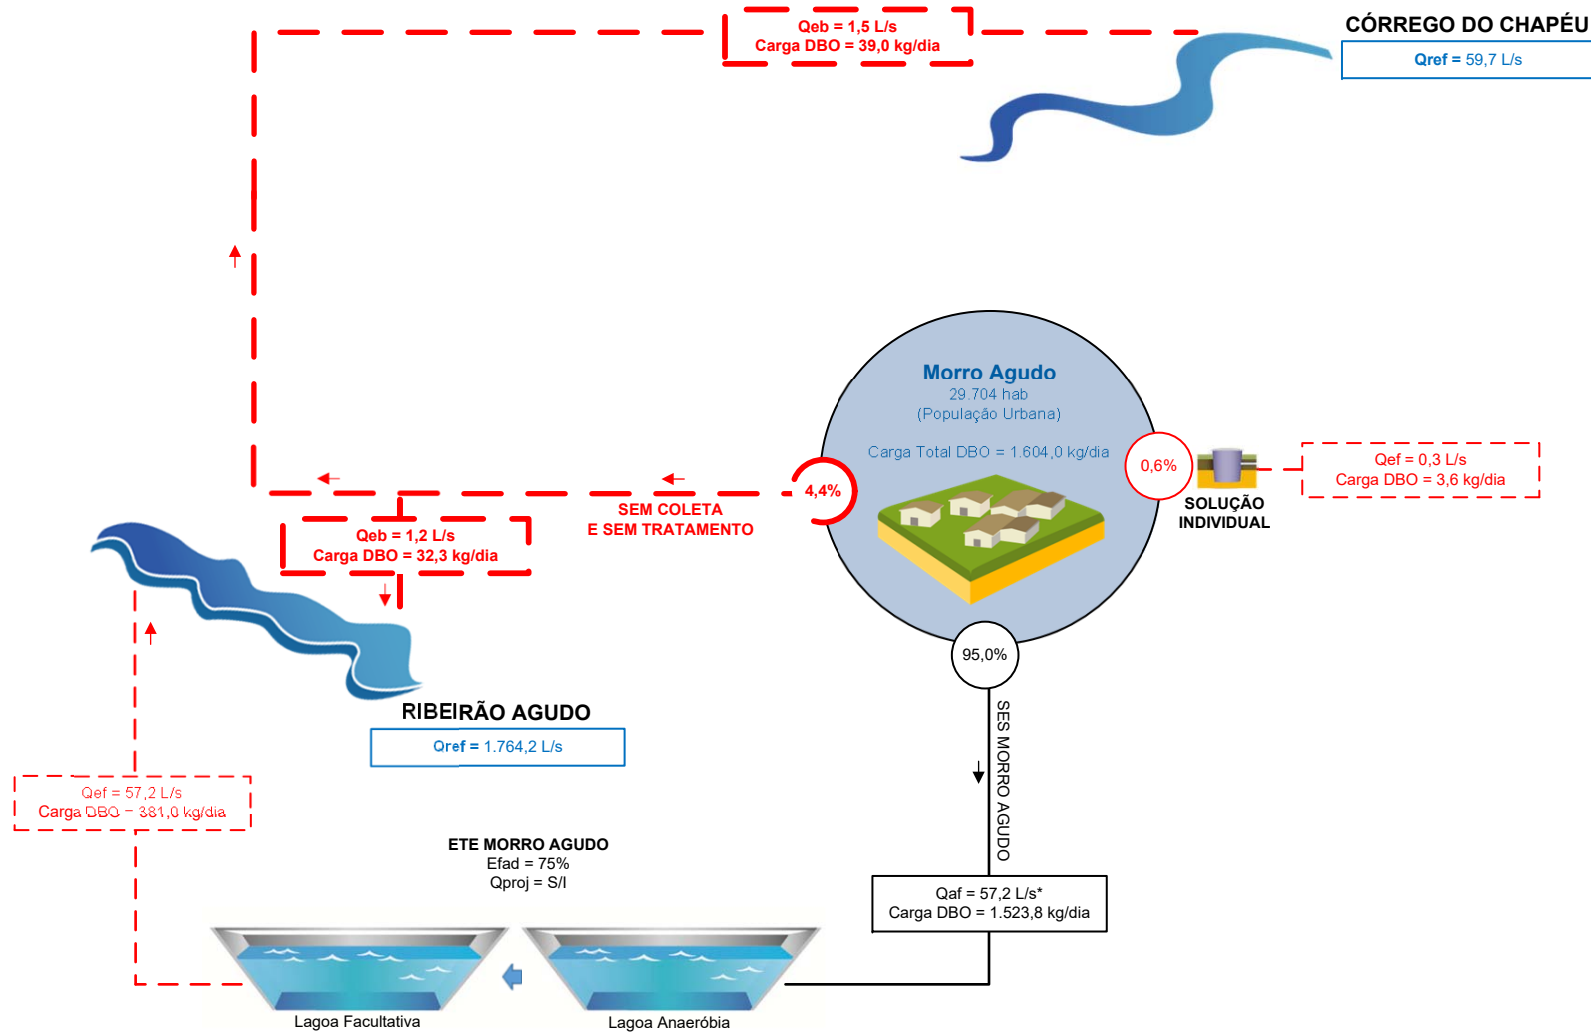 Qeb = 1,5 L/s
Carga DBO = 39,0 kg/dia
CÓRREGO DO CHAPÉU
Qref = 59,7 L/s
Morro Agudo
29.704 hab
(População Urbana)
Carga Total DBO = 1.604,0 kg/dia
4,4%
0,6%
Qef = 0,3 L/s
Carga DBO = 3,6 kg/dia
SOLUÇÃO
INDIVIDUAL
SEM COLETA
E SEM TRATAMENTO
Qeb = 1,2 L/s
Carga DBO = 32,3 kg/dia
95,0%
SES MORRO AGUDO
RIBEIRÃO AGUDO
Qref = 1.764,2 L/s
Qef = 57,2 L/s
Carga DBO = 381,0 kg/dia
ETE MORRO AGUDO
Efad = 75%
Qproj = S/I
Qaf = 57,2 L/s*
Carga DBO = 1.523,8 kg/dia
Lagoa Facultativa
Lagoa Anaeróbia